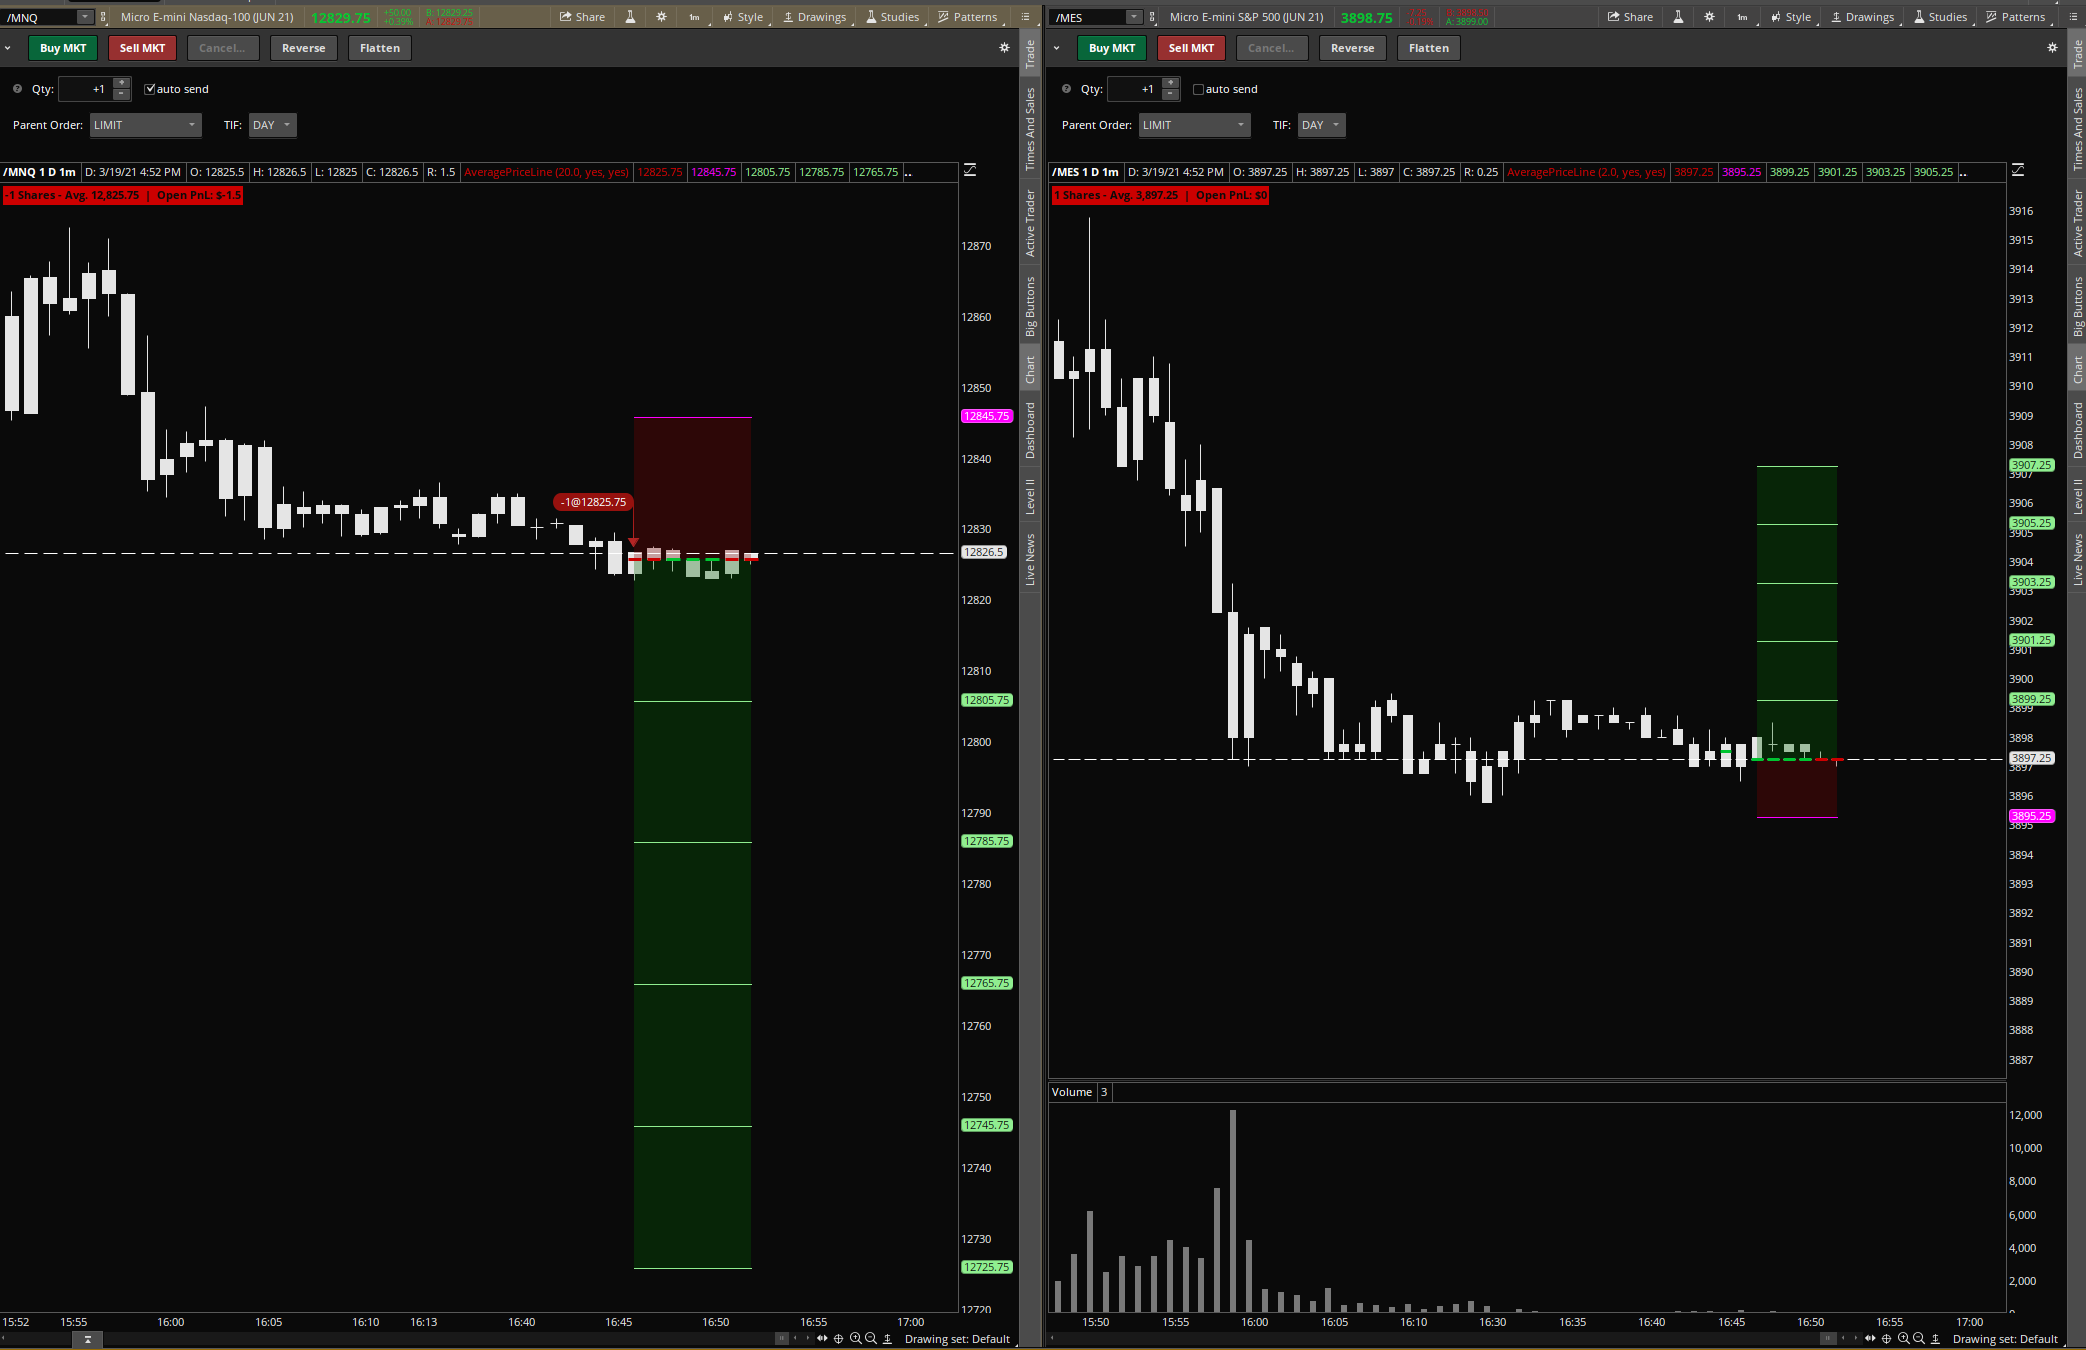 /MNQ Micro E-mini Nasdaq-100 (JUN 21) 12829.75 +50.00 +0.39% B: 12829.25 A: 12829.75 Share 1m Style Drawings Studies Patterns
Buy MKT Sell MKT Cancel... Reverse Flatten
Qty: +1 auto send
Parent Order: LIMIT TIF: DAY
/MNQ 1 D 1m D: 3/19/21 4:52 PM O: 12825.5 H: 12826.5 L: 12825 C: 12826.5 R: 1.5 AveragePriceLine (20.0, yes, yes) 12825.75 12845.75 12805.75 12785.75 12765.75 ..
-1 Shares - Avg. 12,825.75 | Open PnL: $-1.5
12870
12860
12850
12845.75
12840
-1@12825.75
12830
12826.5
12820
12810
12805.75
12800
12790
12785.75
12780
12770
12765.75
12760
12750
12745.75
12740
12730
12725.75
12720
15:52 15:55 16:00 16:05 16:10 16:13 16:40 16:45 16:50 16:55 17:00
Drawing set: Default
Trade
Times And Sales
Active Trader
Big Buttons
Chart
Dashboard
Level II
Live News
/MES Micro E-mini S&P 500 (JUN 21) 3898.75 A: 3899.00 Share 1m Style Drawings Studies Patterns
Buy MKT Sell MKT Cancel... Reverse Flatten
Qty: +1 auto send
Parent Order: LIMIT TIF: DAY
/MES 1 D 1m D: 3/19/21 4:52 PM O: 3897.25 H: 3897.25 L: 3897 C: 3897.25 R: 0.25 AveragePriceLine (2.0, yes, yes) 3897.25 3895.25 3899.25 3901.25 3903.25 3905.25 ..
1 Shares - Avg. 3,897.25 | Open PnL: $0
3916
3915
3914
3913
3912
3911
3910
3909
3908
3907.25
3907
3906
3905.25
3905
3904
3903.25
3903
3902
3901.25
3901
3900
3899.25
3899
3898
3897.25
3897
3896
3895.25
3895
3894
3893
3892
3891
3890
3889
3888
3887
Volume 3
12,000
10,000
8,000
6,000
4,000
2,000
0
15:50 15:55 16:00 16:05 16:10 16:30 16:35 16:40 16:45 16:50 17:00
Drawing set: Default
Trade
Times And Sales
Active Trader
Big Buttons
Chart
Dashboard
Level II
Live News